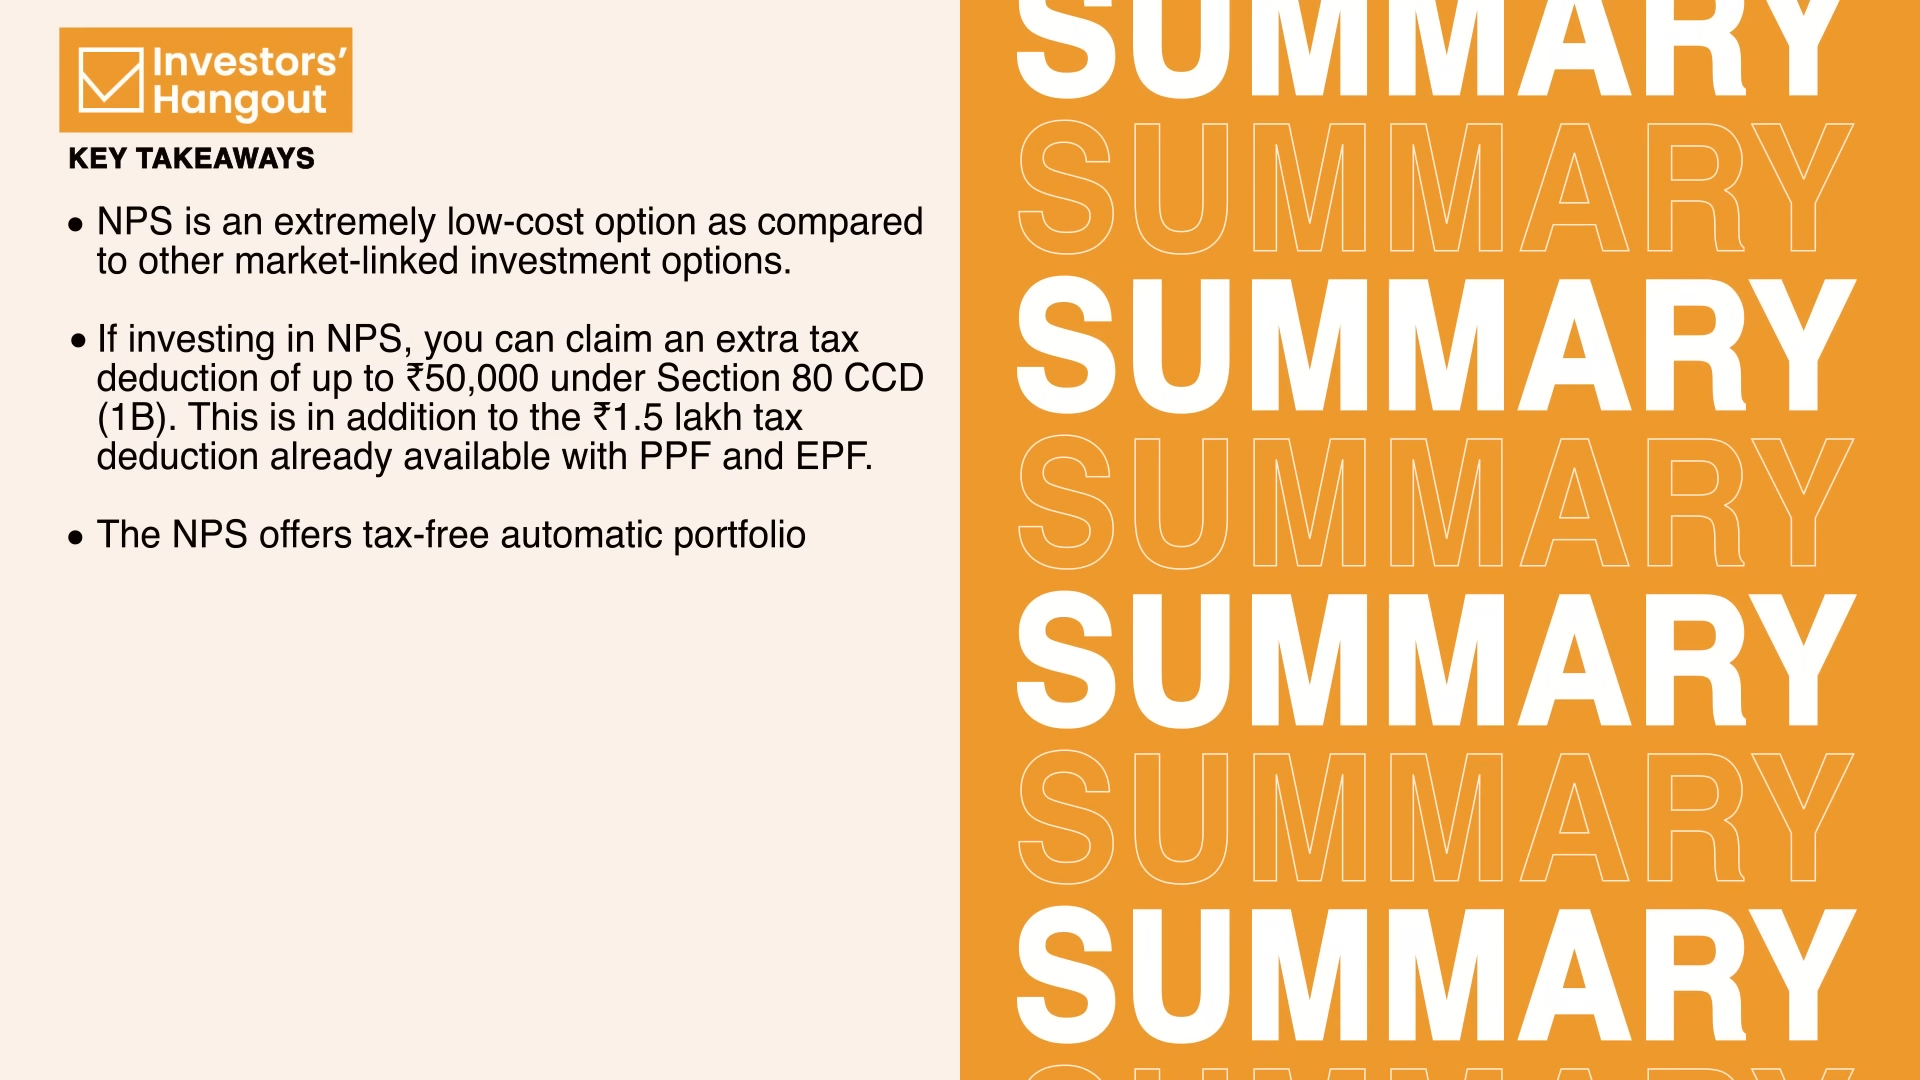 Investors’
Hangout
KEY TAKEAWAYS
• NPS is an extremely low-cost option as compared
to other market-linked investment options.
• If investing in NPS, you can claim an extra tax
deduction of up to ₹50,000 under Section 80 CCD
(1B). This is in addition to the ₹1.5 lakh tax
deduction already available with PPF and EPF.
• The NPS offers tax-free automatic portfolio
SUMMARY
SUMMARY
SUMMARY
SUMMARY
SUMMARY
SUMMARY
SUMMARY